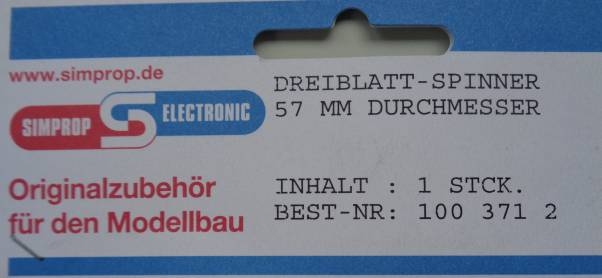 www.simprop.de
SIMPROP S ELECTRONIC
Originalzubehör
für den Modellbau
DREIBLATT-SPINNER
57 MM DURCHMESSER
INHALT : 1 STCK.
BEST-NR: 100 371 2